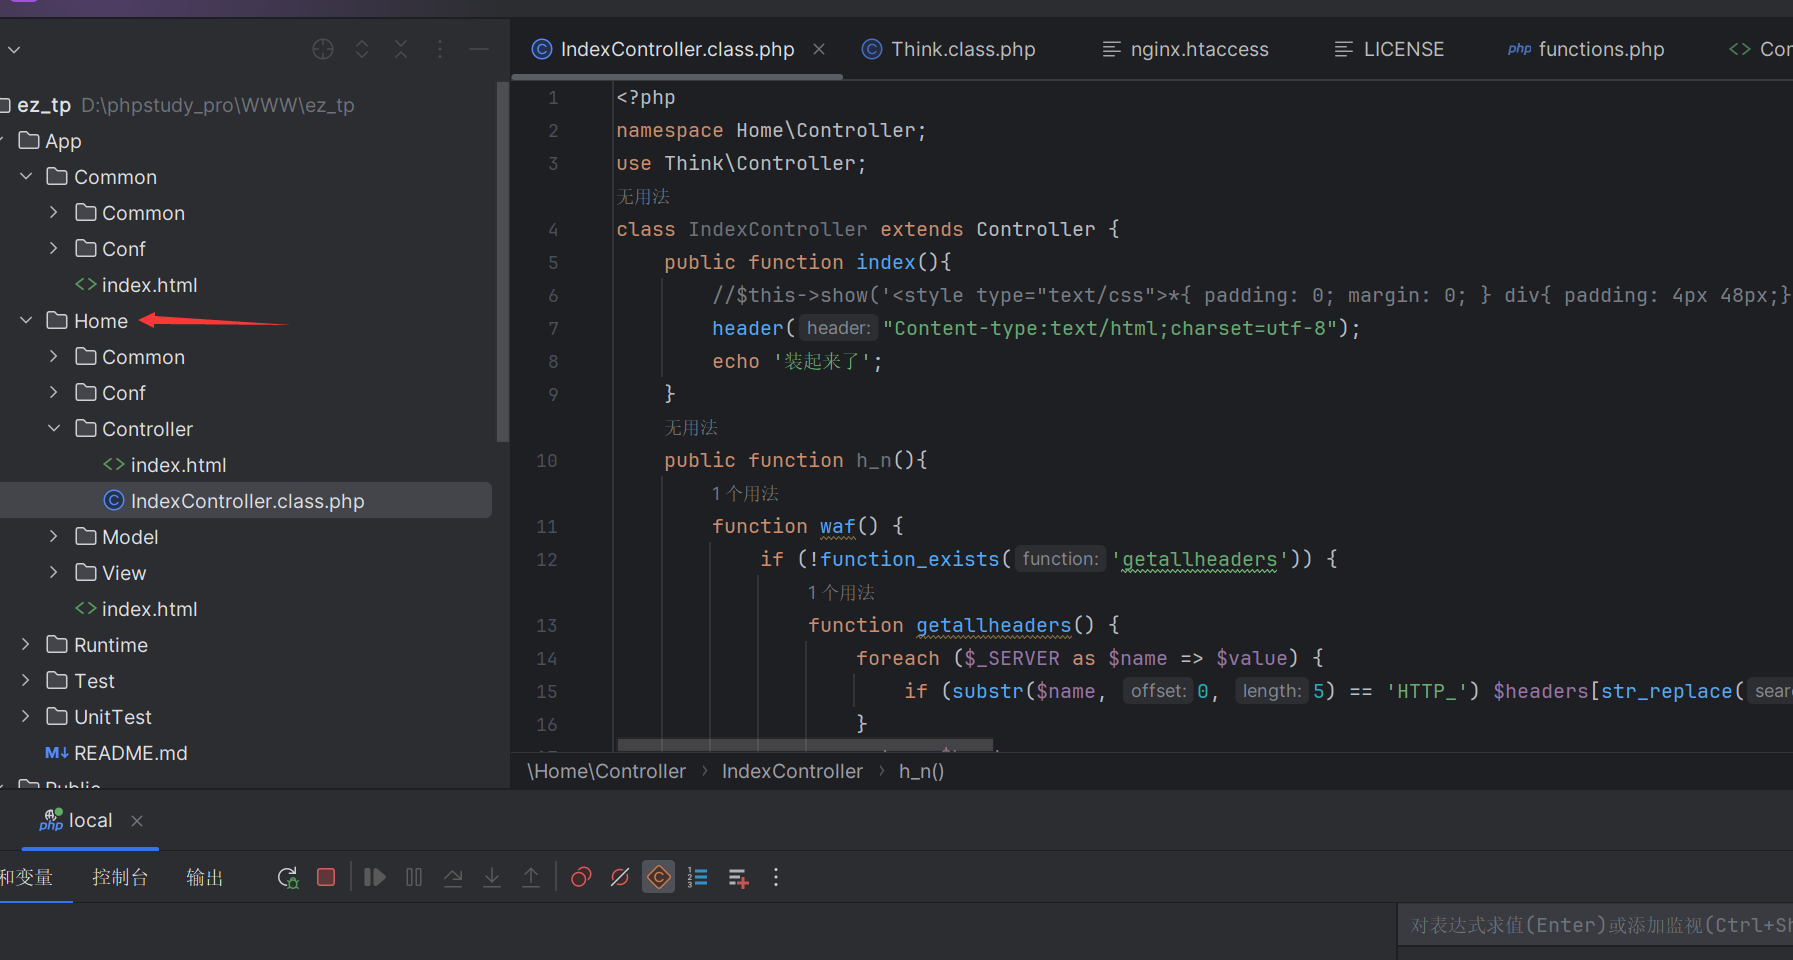 IndexController.class.php
Think.class.php
nginx.htaccess
LICENSE
php functions.php
ez_tp D:\phpstudy_pro\WWW\ez_tp
App
Common
Common
Conf
index.html
Home
Common
Conf
Controller
index.html
IndexController.class.php
Model
View
index.html
Runtime
Test
UnitTest
README.md
1 <?php
2 namespace Home\Controller;
3 use Think\Controller;
无用法
4 class IndexController extends Controller {
5 public function index(){
6 //$this->show('<style type="text/css">*{ padding: 0; margin: 0; } div{ padding: 4px 48px;}
7 header( header: "Content-type:text/html;charset=utf-8");
8 echo '装起来了';
9 }
无用法
10 public function h_n(){
1 个用法
11 function waf() {
12 if (!function_exists( function: 'getallheaders')) {
1 个用法
13 function getallheaders() {
14 foreach ($_SERVER as $name => $value) {
15 if (substr($name, offset: 0, length: 5) == 'HTTP_') $headers[str_replace(
16 }
\Home\Controller › IndexController › h_n()
php local
和变量 控制台 输出
对表达式求值(Enter)或添加监视(Ctrl+Sh